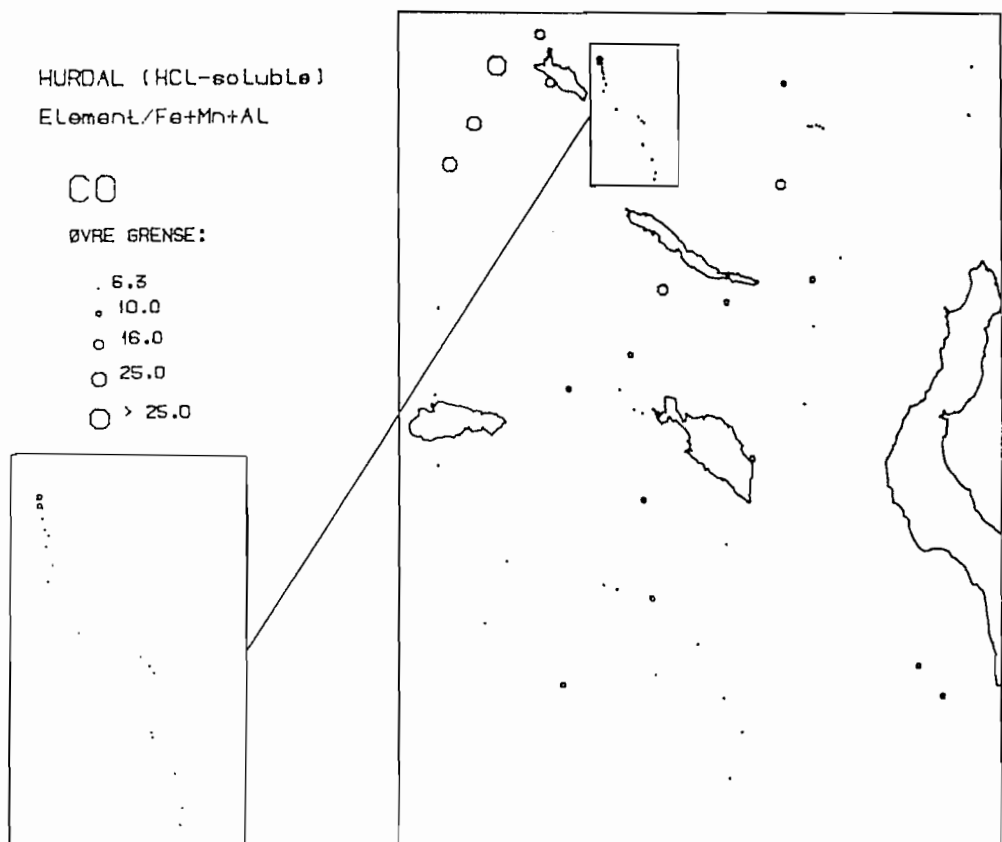 HURDAL (HCL-soluble)
Element/Fe+Mn+AL
CO
ØVRE GRENSE:
6.3
10.0
16.0
25.0
> 25.0